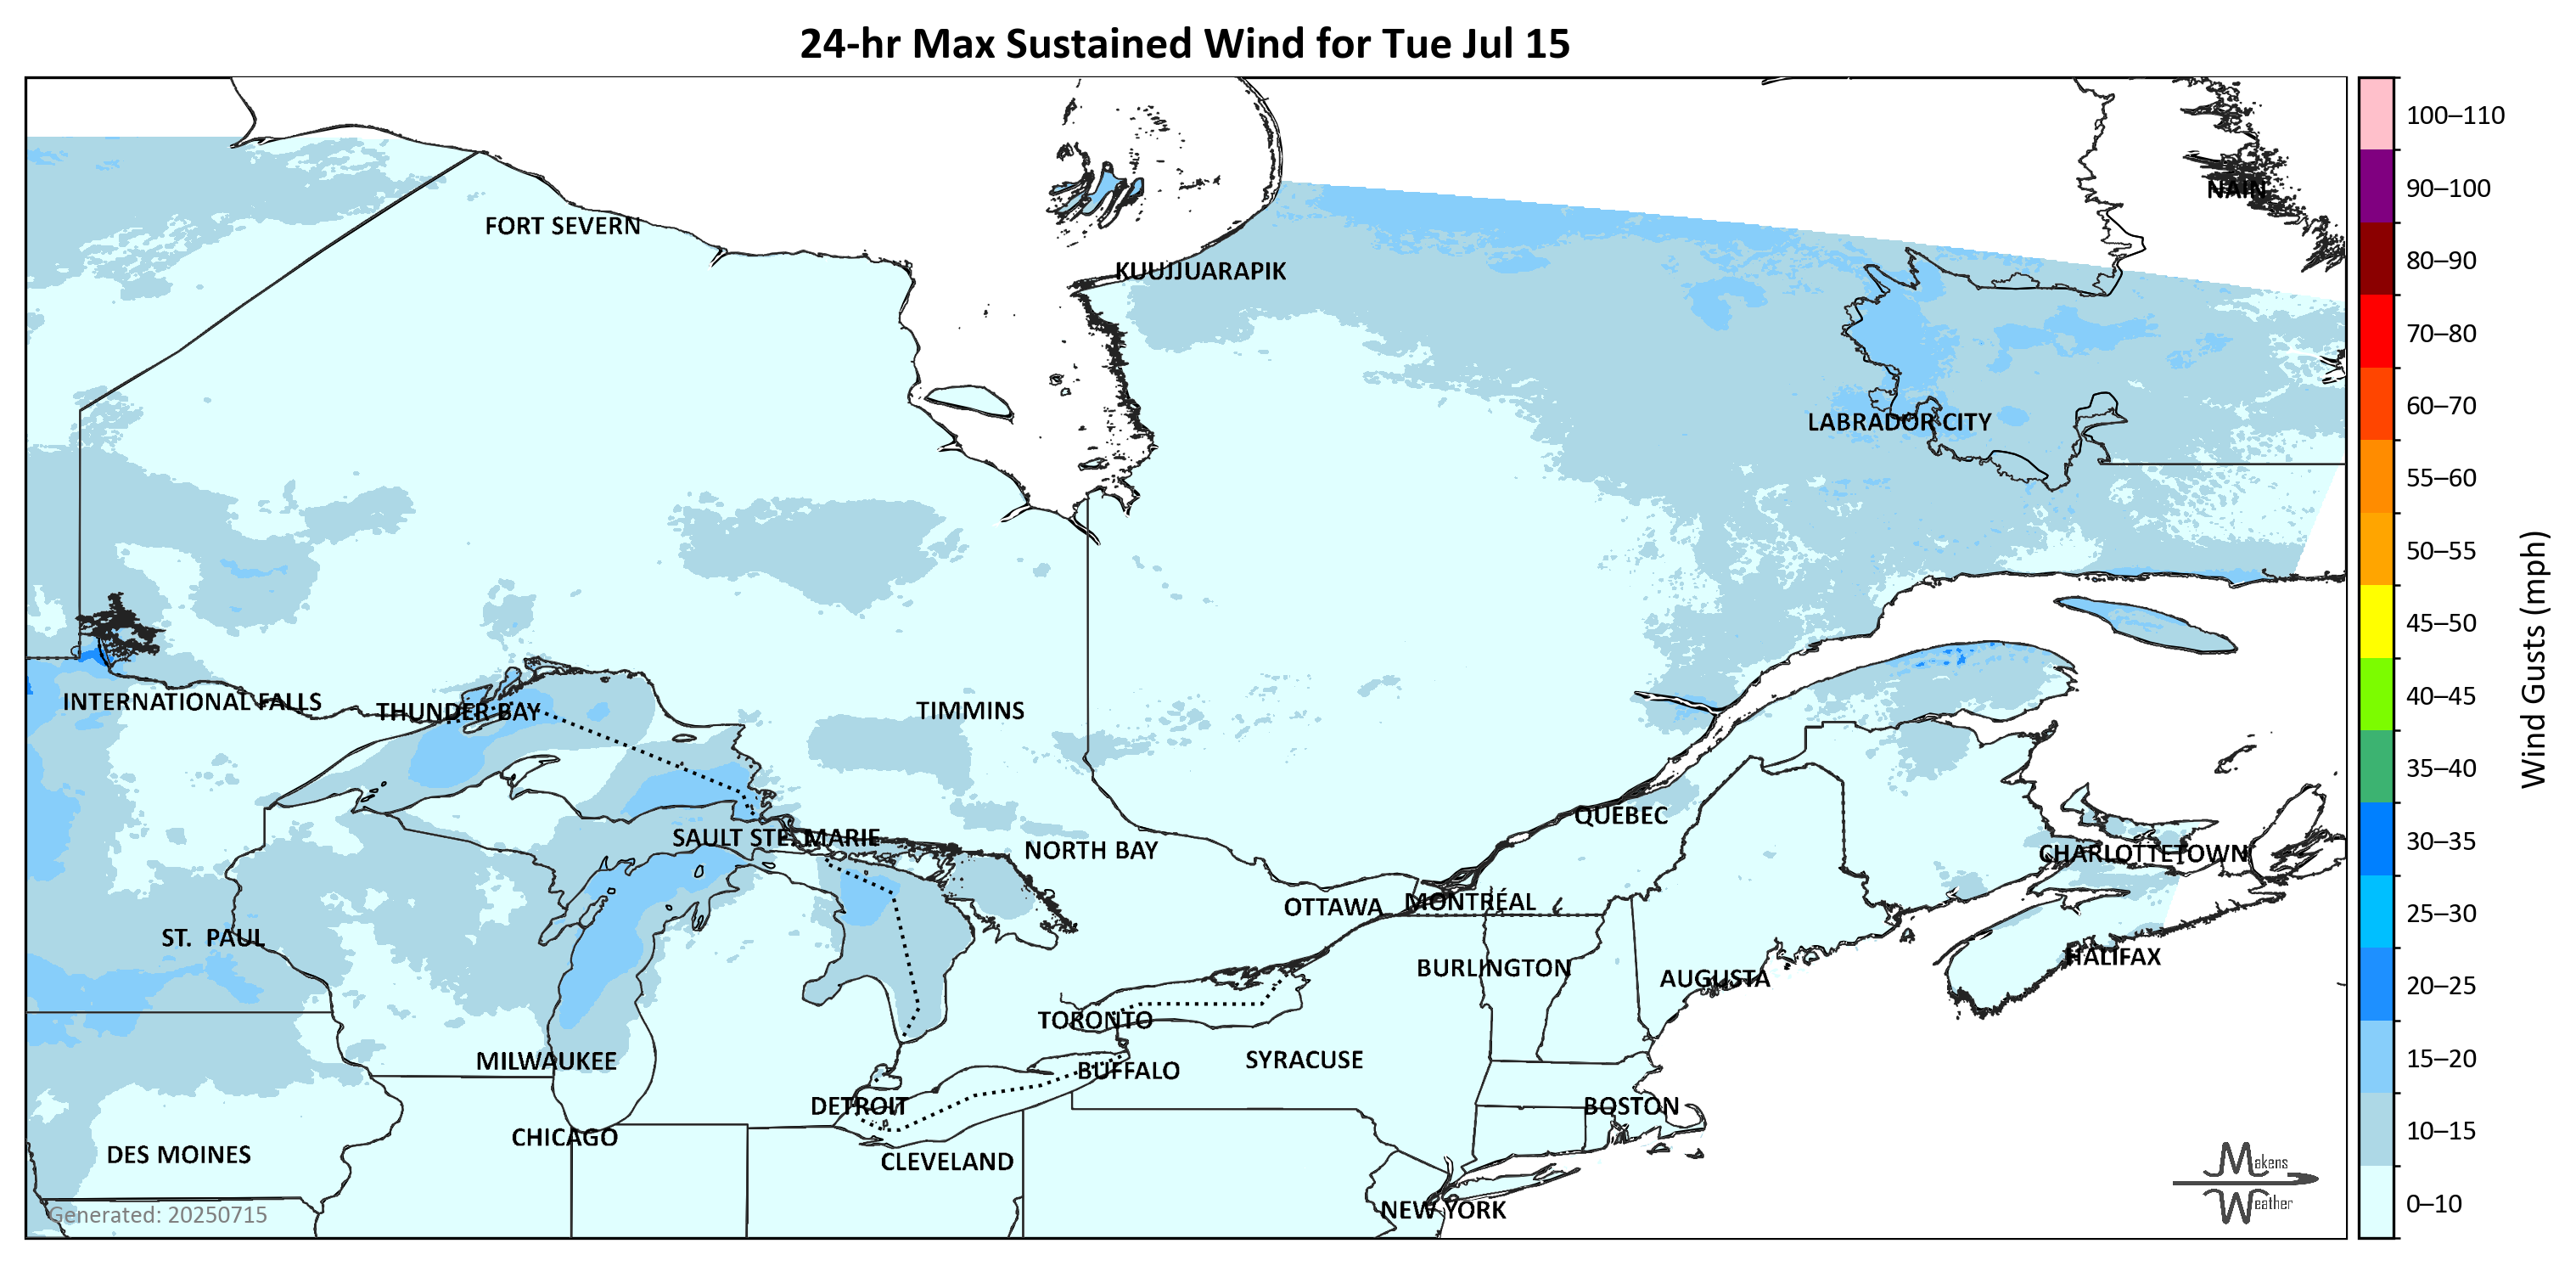 24-hr Max Sustained Wind for Tue Jul 15
100–110
90–100
80–90
70–80
60–70
55–60
50–55
45–50
40–45
35–40
30–35
25–30
20–25
15–20
10–15
0–10
Wind Gusts (mph)
NAIN
FORT SEVERN
KUUJJUARAPIK
LABRADOR CITY
INTERNATIONAL FALLS
THUNDER BAY
TIMMINS
QUEBEC
SAULT STE. MARIE
NORTH BAY
CHARLOTTETOWN
OTTAWA
MONTRÉAL
ST. PAUL
HALIFAX
BURLINGTON
AUGUSTA
TORONTO
MILWAUKEE
SYRACUSE
BUFFALO
DETROIT
BOSTON
CHICAGO
DES MOINES
CLEVELAND
NEW YORK
Generated: 20250715
Makens
Weather